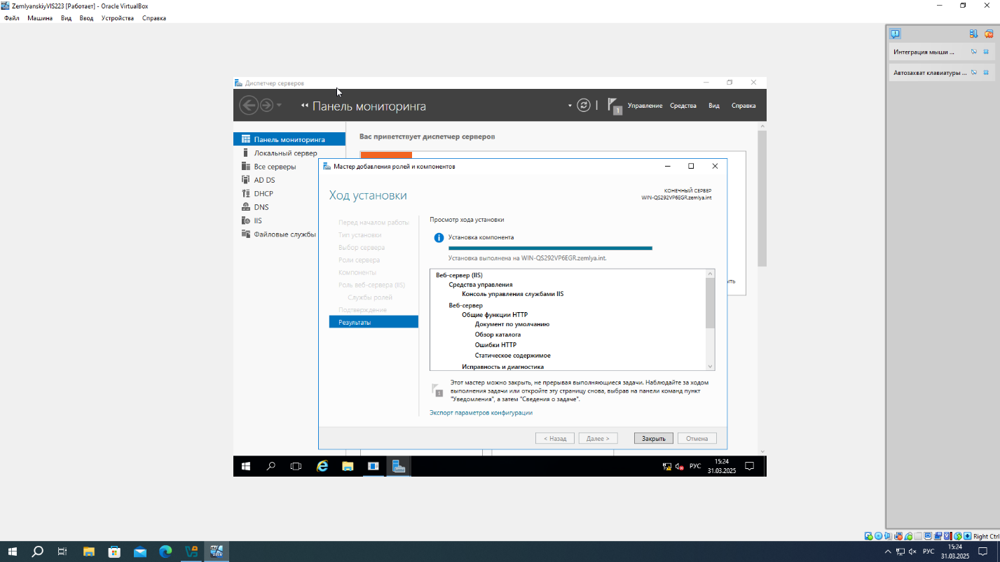 ZemlyanskiyVIS223 [Работает] - Oracle VirtualBox
Файл Машина Вид Ввод Устройства Справка
Интеграция мыши ...
Автозахват клавиатуры ...
Диспетчер серверов
Панель мониторинга
1 Управление Средства Вид Справка
Панель мониторинга
Локальный сервер
Все серверы
AD DS
DHCP
DNS
IIS
Файловые службы
Вас приветствует диспетчер серверов
Мастер добавления ролей и компонентов
Ход установки
КОНЕЧНЫЙ СЕРВЕР
WIN-QS292VP6EGR.zemlya.int
Перед началом работы
Тип установки
Выбор сервера
Роли сервера
Компоненты
Роль веб-сервера (IIS)
Службы ролей
Подтверждение
Результаты
Просмотр хода установки
Установка компонента
Установка выполнена на WIN-QS292VP6EGR.zemlya.int.
Веб-сервер (IIS)
Средства управления
Консоль управления службами IIS
Веб-сервер
Общие функции HTTP
Документ по умолчанию
Обзор каталога
Ошибки HTTP
Статическое содержимое
Исправность и диагностика
ыть
1
Этот мастер можно закрыть, не прерывая выполняющиеся задачи. Наблюдайте за ходом
выполнения задачи или откройте эту страницу снова, выбрав на панели команд пункт
"Уведомления", а затем "Сведения о задаче".
Экспорт параметров конфигурации
< Назад Далее > Закрыть Отмена
РУС 15:24
31.03.2025
Right Ctrl
РУС 15:24
31.03.2025